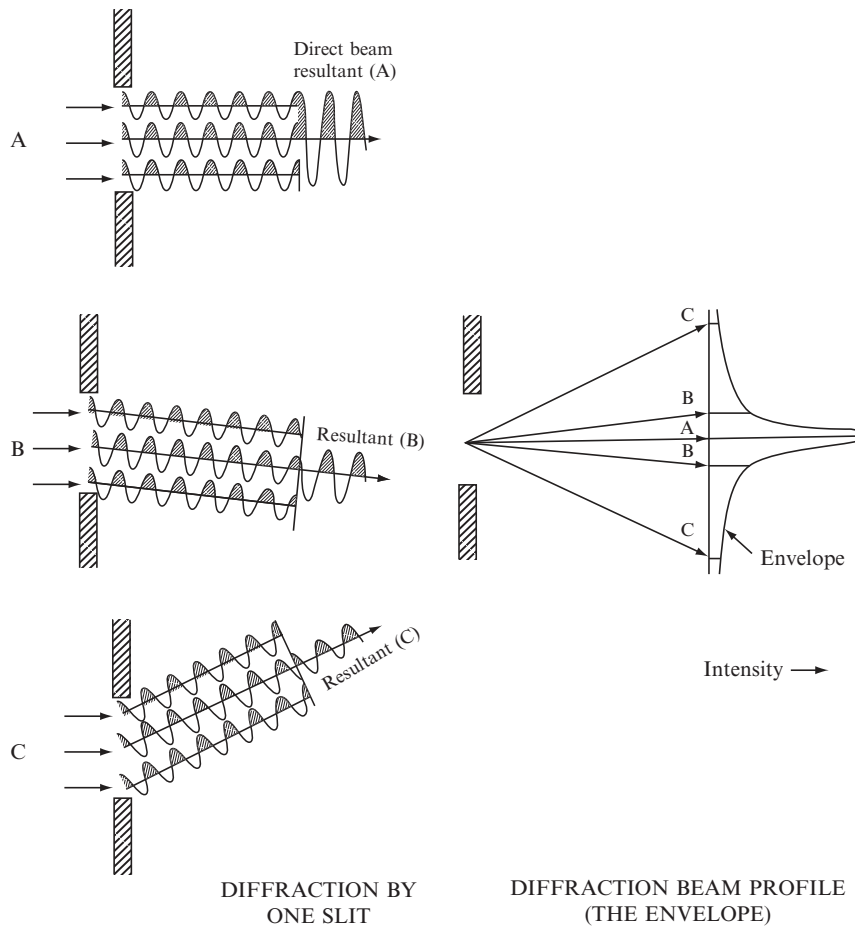 Direct beam
resultant (A)
A
B
Resultant (B)
C
B
A
B
C
Envelope
C
Resultant (C)
Intensity
DIFFRACTION BY
ONE SLIT
DIFFRACTION BEAM PROFILE
(THE ENVELOPE)